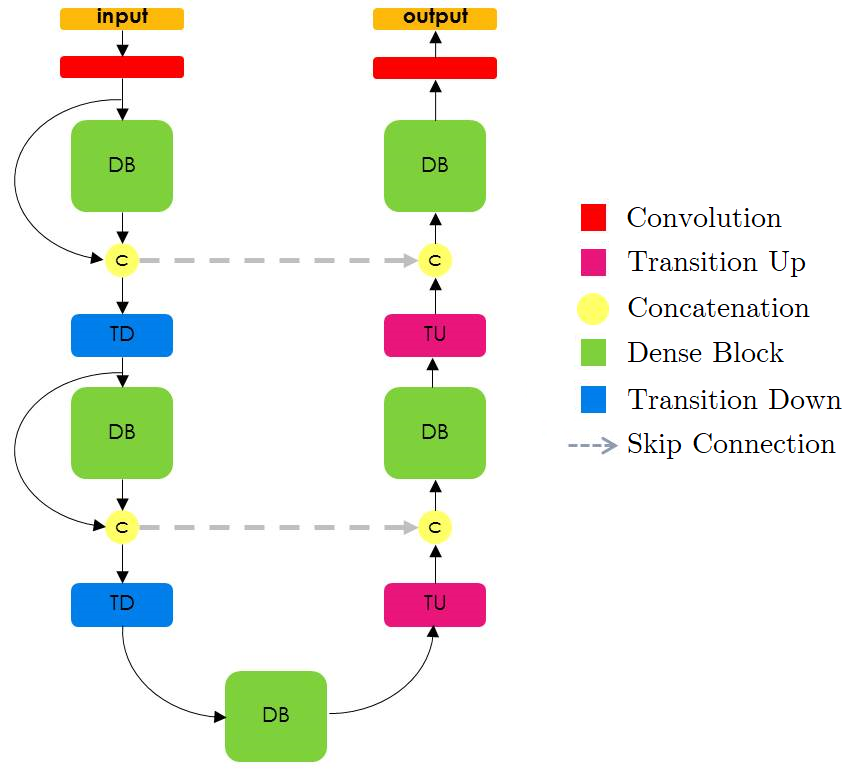 input
output
DB
DB
C
C
TD
TU
DB
DB
C
C
TD
TU
DB
Convolution
Transition Up
Concatenation
Dense Block
Transition Down
Skip Connection